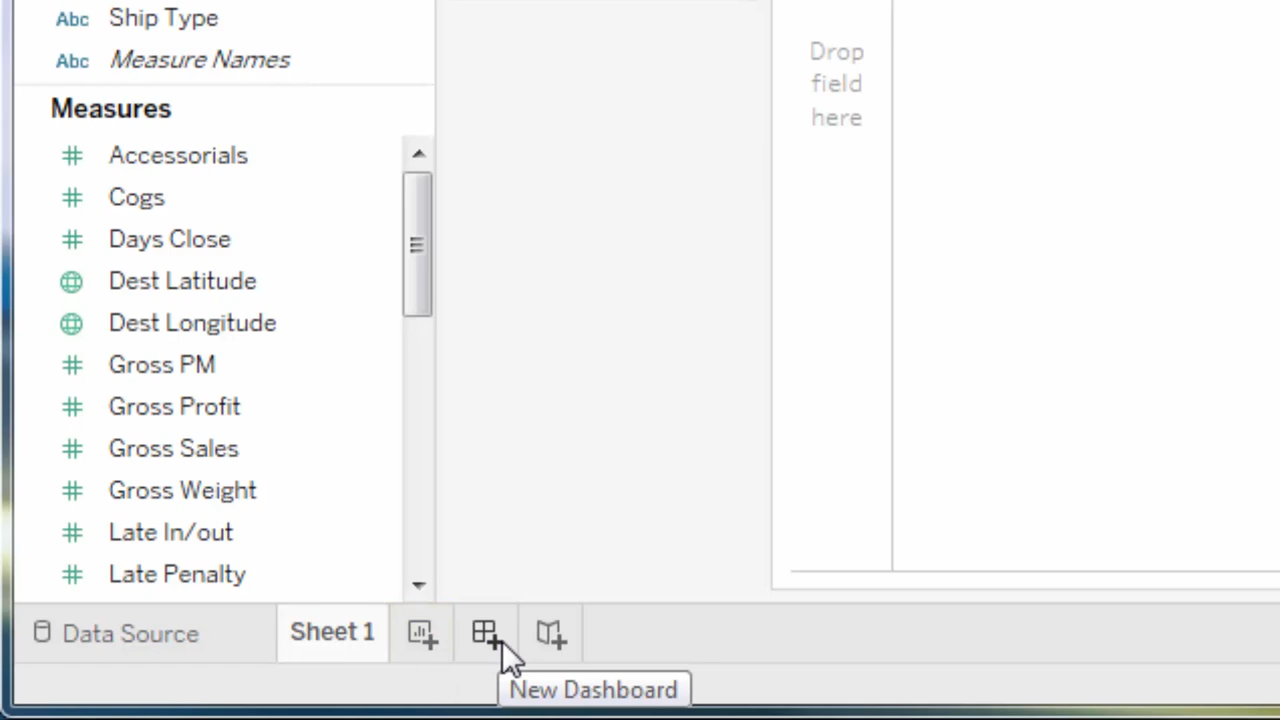 Abc Ship Type
Abc Measure Names
Measures
Accessorials
Cogs
Days Close
Dest Latitude
Dest Longitude
Gross PM
Gross Profit
Gross Sales
Gross Weight
Late In/out
Late Penalty
Drop
field
here
Data Source
Sheet 1
New Dashboard